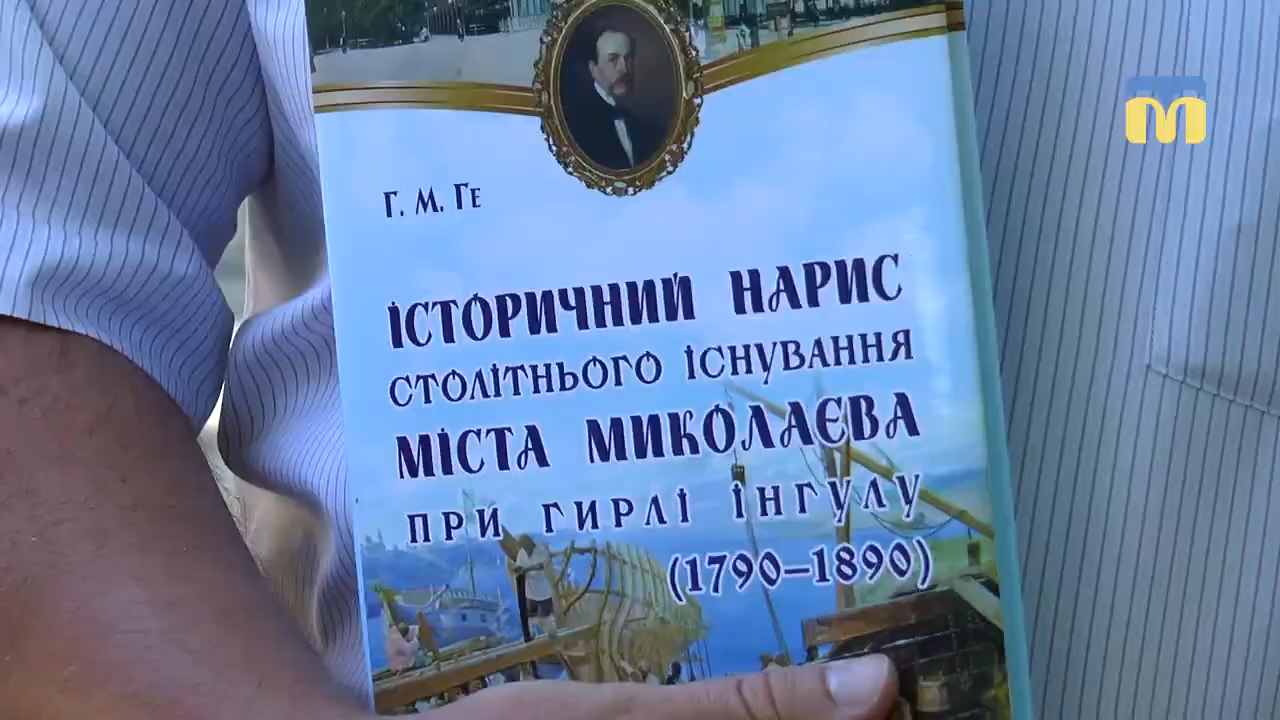 Г. М. Ге
ІСТОРИЧНИЙ НАРИС
СТОЛІТНЬОГО ІСНУВАННЯ
МІСТА МИКОЛАЄВА
ПРИ ГИРЛІ ІНГУЛУ
(1790–1890)